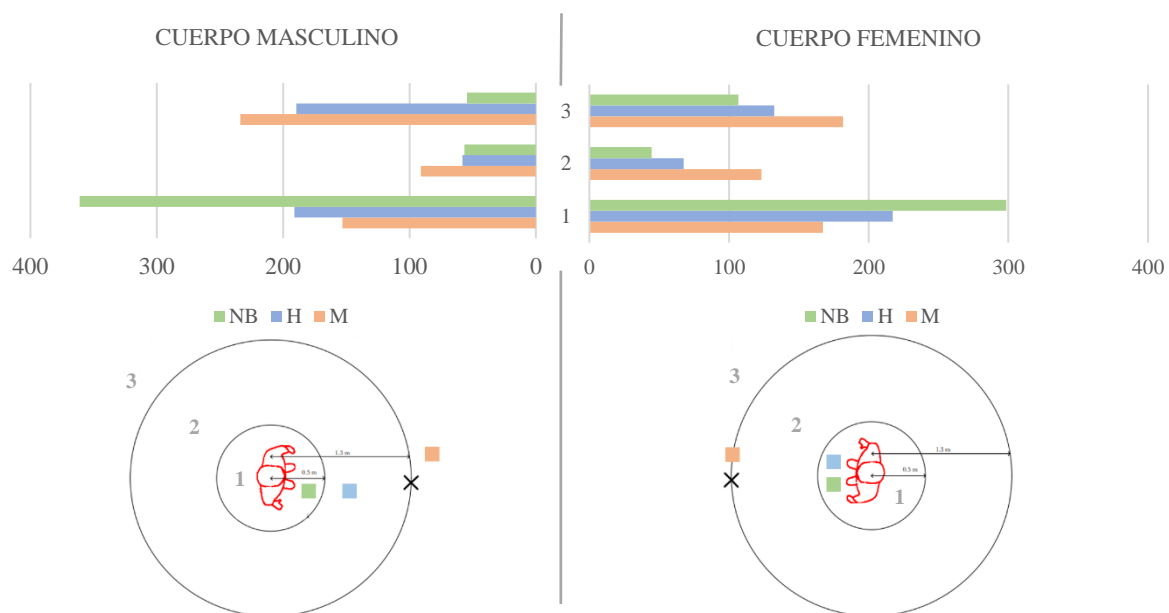 CUERPO MASCULINO
CUERPO FEMENINO
3
2
1
400 300 200 100 0
0 100 200 300 400
NB H M
NB H M
3
2
1
1.3 m
0.5 m
3
2
1
1.3 m
0.5 m